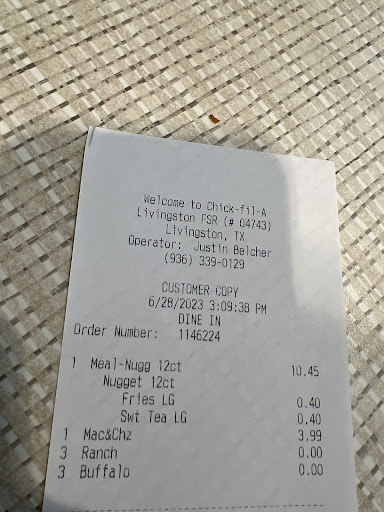 Welcome to Chick-fil-A
Livingston FSR (# 04743)
Livingston, TX
Operator: Justin Belcher
(936) 339-0129
CUSTOMER COPY
6/28/2023 3:09:38 PM
DINE IN
Order Number: 1146224
1 Meal-Nugg 12ct 10.45
Nugget 12ct
Fries LG 0.40
Swt Tea LG 0.40
1 Mac&Chz 3.99
3 Ranch 0.00
3 Buffalo 0.00